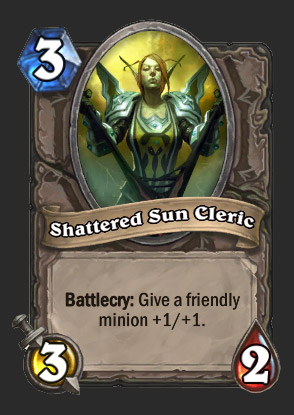 3
Shattered Sun Cleric
Battlecry: Give a friendly
minion +1/+1.
3
2